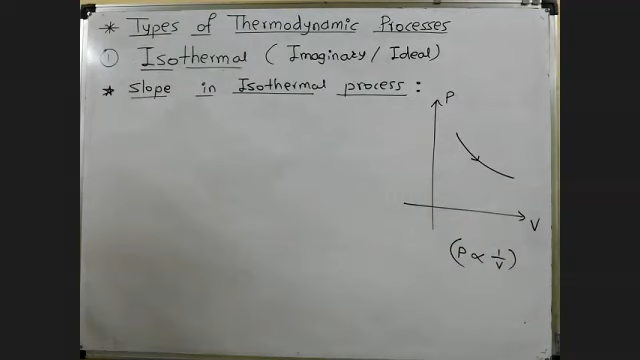 * Types of Thermodynamic Processes
① Isothermal ( Imaginary / Ideal)
* Slope in Isothermal process :
P
V
(P ∝ 1/V)